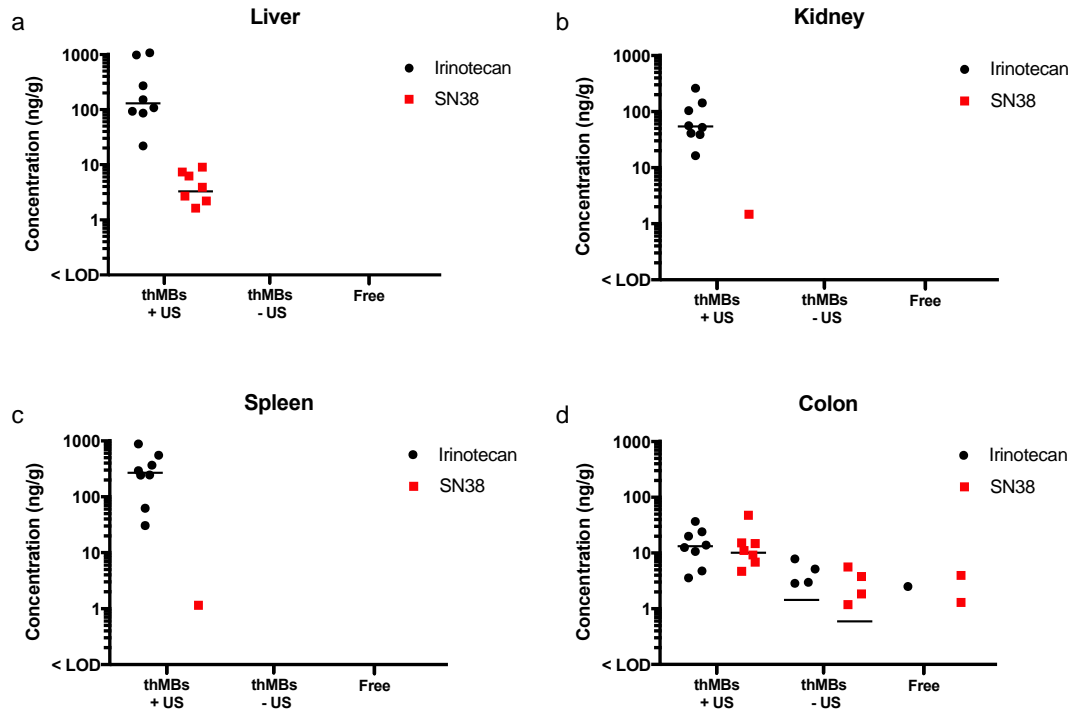 a
Liver
Concentration (ng/g)
1000
100
10
1
< LOD
Irinotecan
SN38
thMBs
+ US
thMBs
- US
Free
b
Kidney
Concentration (ng/g)
1000
100
10
1
< LOD
Irinotecan
SN38
thMBs
+ US
thMBs
- US
Free
c
Spleen
Concentration (ng/g)
1000
100
10
1
< LOD
Irinotecan
SN38
thMBs
+ US
thMBs
- US
Free
d
Colon
Concentration (ng/g)
1000
100
10
1
< LOD
Irinotecan
SN38
thMBs
+ US
thMBs
- US
Free